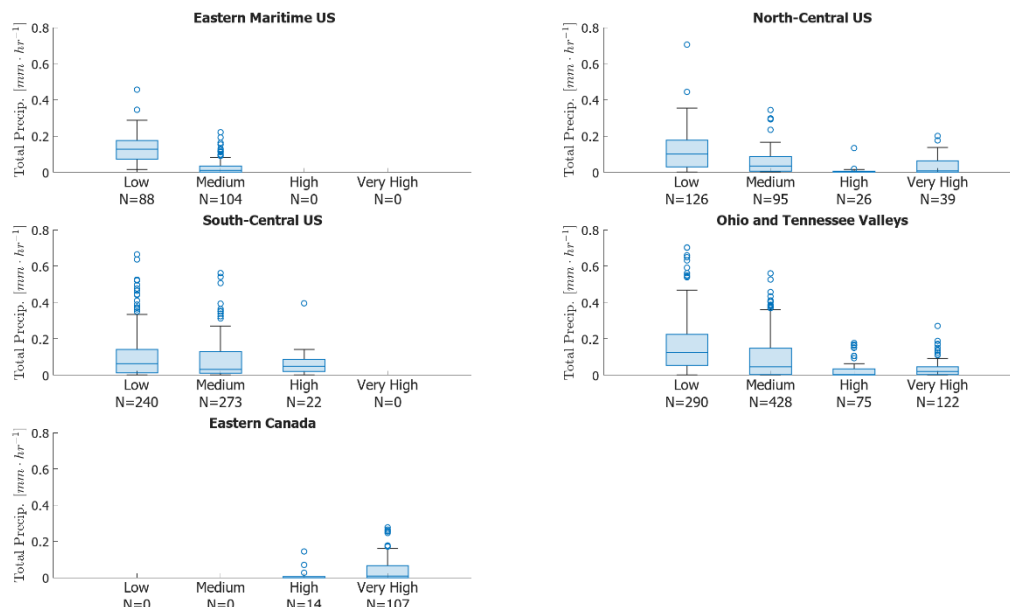 Eastern Maritime US
Total Precip. [mm · hr⁻¹]
0.8
0.6
0.4
0.2
0
Low Medium High Very High
N=88 N=104 N=0 N=0
North-Central US
Total Precip. [mm · hr⁻¹]
0.8
0.6
0.4
0.2
0
Low Medium High Very High
N=126 N=95 N=26 N=39
South-Central US
Total Precip. [mm · hr⁻¹]
0.8
0.6
0.4
0.2
0
Low Medium High Very High
N=240 N=273 N=22 N=0
Ohio and Tennessee Valleys
Total Precip. [mm · hr⁻¹]
0.8
0.6
0.4
0.2
0
Low Medium High Very High
N=290 N=428 N=75 N=122
Eastern Canada
Total Precip. [mm · hr⁻¹]
0.8
0.6
0.4
0.2
0
Low Medium High Very High
N=0 N=0 N=14 N=107